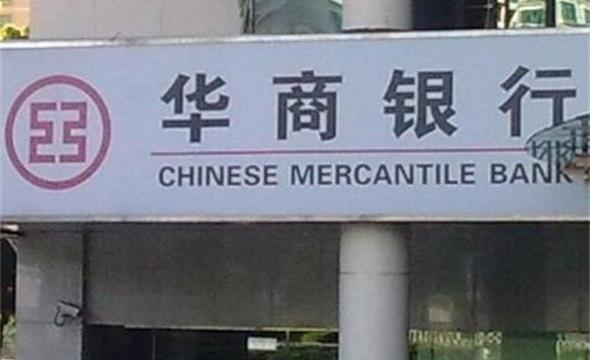 华商银行
CHINESE MERCANTILE BANK